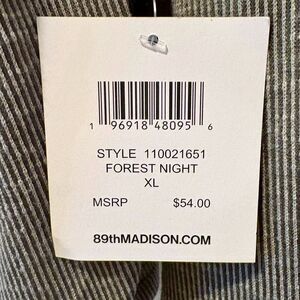 1 96918 48095 6
STYLE 110021651
FOREST NIGHT
XL
MSRP $54.00
89thMADISON.COM